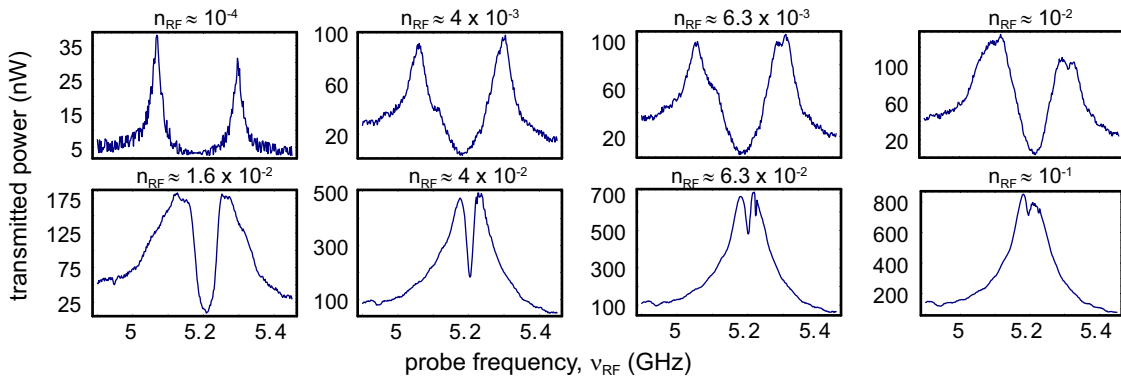 n_RF ≈ 10^-4
n_RF ≈ 4 x 10^-3
n_RF ≈ 6.3 x 10^-3
n_RF ≈ 10^-2
35
25
15
5
100
60
20
100
60
20
100
60
20
n_RF ≈ 1.6 x 10^-2
n_RF ≈ 4 x 10^-2
n_RF ≈ 6.3 x 10^-2
n_RF ≈ 10^-1
175
125
75
25
500
300
100
700
500
300
100
800
600
400
200
5 5.2 5.4
5 5.2 5.4
5 5.2 5.4
5 5.2 5.4
transmitted power (nW)
probe frequency, ν_RF (GHz)